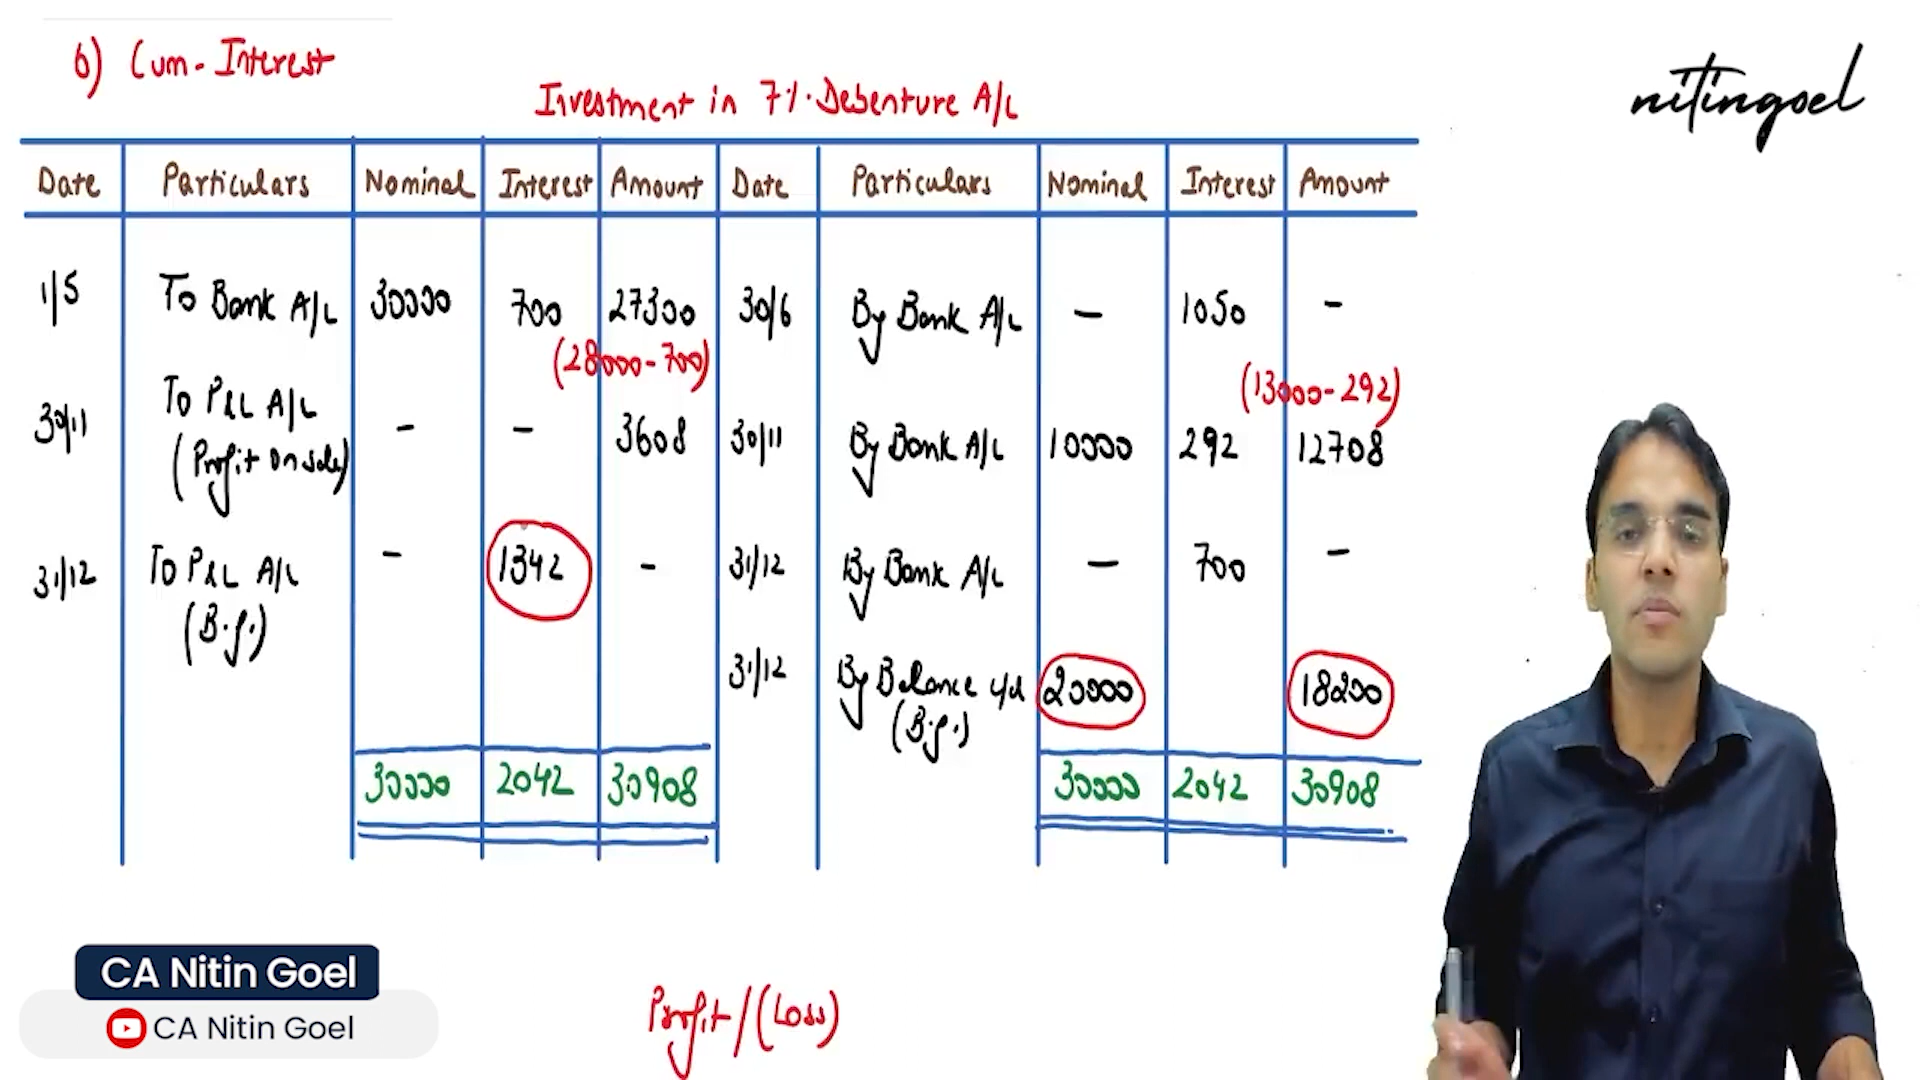 b) Cum-Interest
nitingoel
Investment in 7% Debenture A/c
Date Particulars Nominal Interest Amount Date Particulars Nominal Interest Amount
1/5 To Bank A/c 30000 700 27300 30/6 By Bank A/c – 1050 –
(28000-700) (13000-292)
30/11 To P&L A/c – – 3608 30/11 By Bank A/c 10000 292 12708
(Profit on sale)
31/12 To P&L A/c – 1342 – 31/12 By Bank A/c – 700 –
(B.f.)
31/12 By Balance c/d 20000 18200
(B.f.)
30000 2042 30908 30000 2042 30908
CA Nitin Goel
CA Nitin Goel
Profit/(Loss)